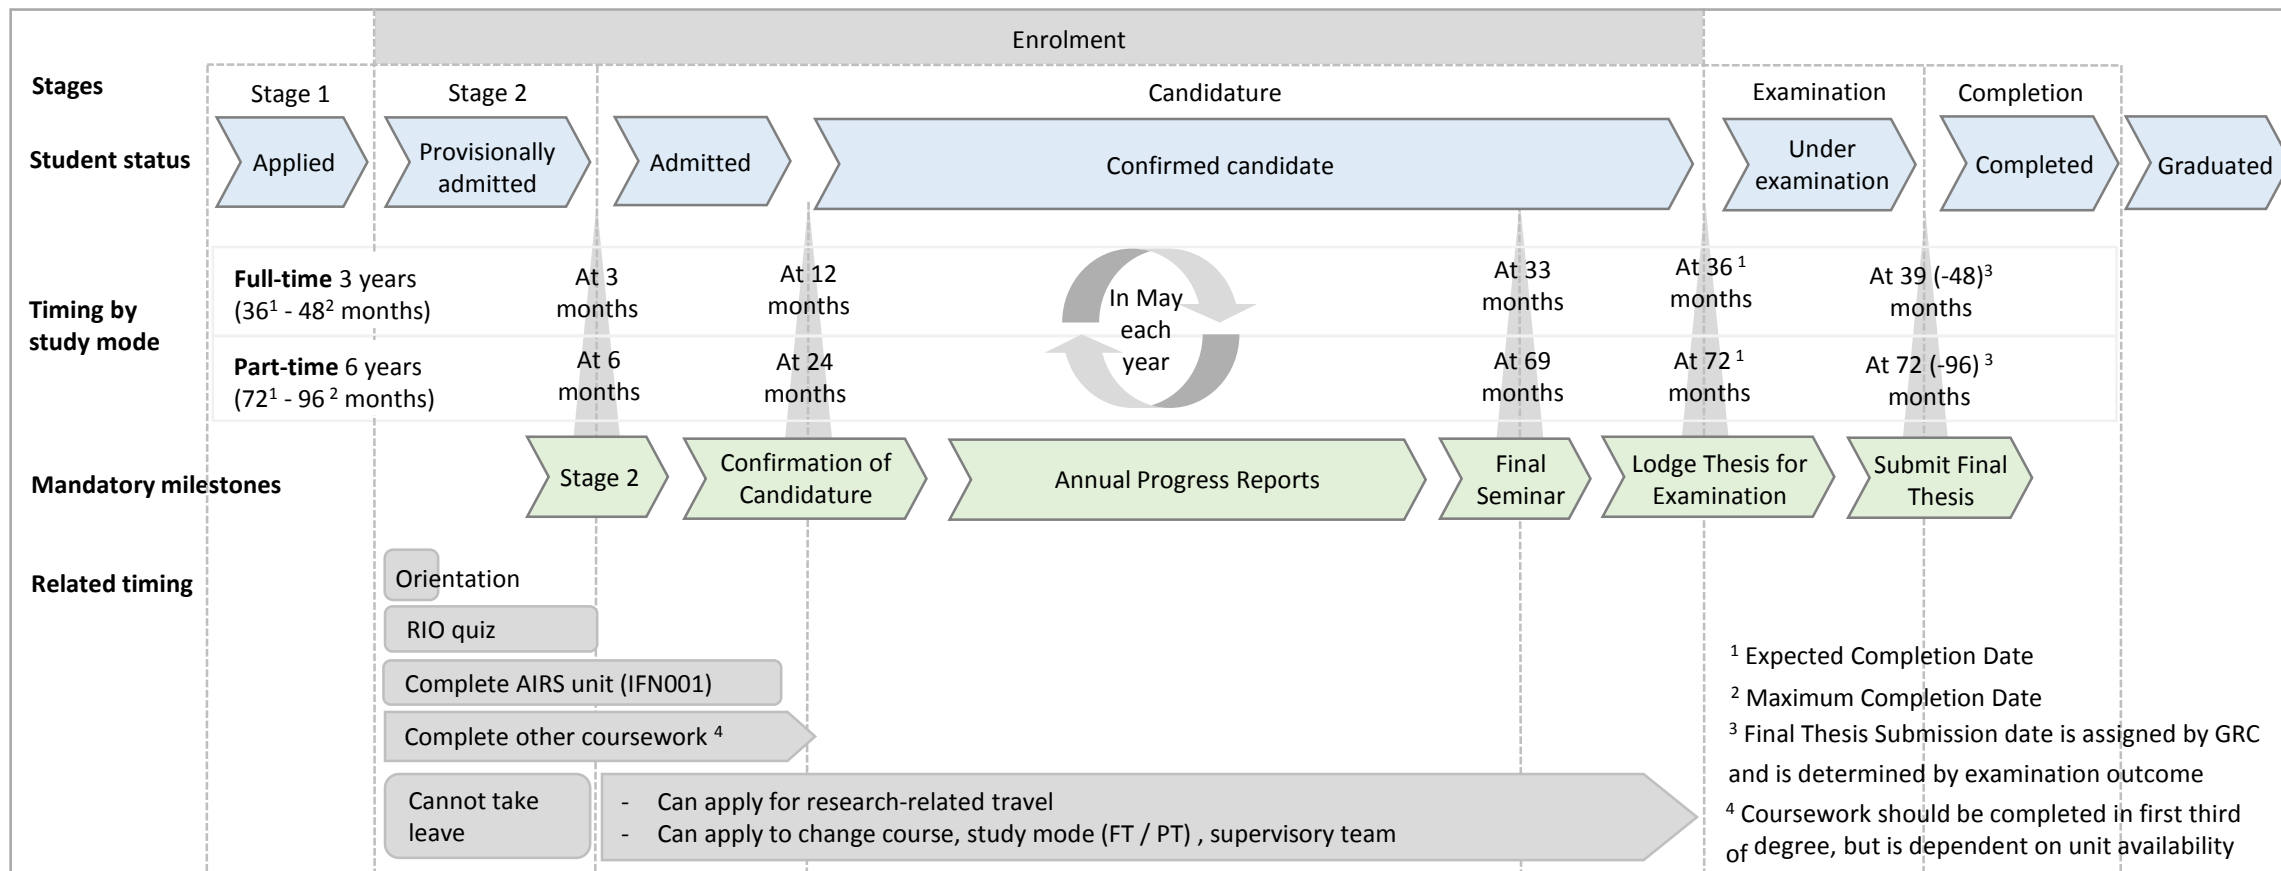 Enrolment
Stages
Stage 1
Stage 2
Candidature
Examination
Completion
Student status
Applied
Provisionally
admitted
Admitted
Confirmed candidate
Under
examination
Completed
Graduated
Timing by
study mode
Full-time 3 years
(36¹ - 48² months)
At 3
months
At 12
months
In May
each
year
At 33
months
At 36 ¹
months
At 39 (-48)³
months
Part-time 6 years
(72¹ - 96 ² months)
At 6
months
At 24
months
At 69
months
At 72 ¹
months
At 72 (-96) ³
months
Mandatory milestones
Stage 2
Confirmation of
Candidature
Annual Progress Reports
Final
Seminar
Lodge Thesis for
Examination
Submit Final
Thesis
Related timing
Orientation
RIO quiz
Complete AIRS unit (IFN001)
Complete other coursework ⁴
Cannot take
leave
- Can apply for research-related travel
- Can apply to change course, study mode (FT / PT) , supervisory team
¹ Expected Completion Date
² Maximum Completion Date
³ Final Thesis Submission date is assigned by GRC
and is determined by examination outcome
⁴ Coursework should be completed in first third
of degree, but is dependent on unit availability